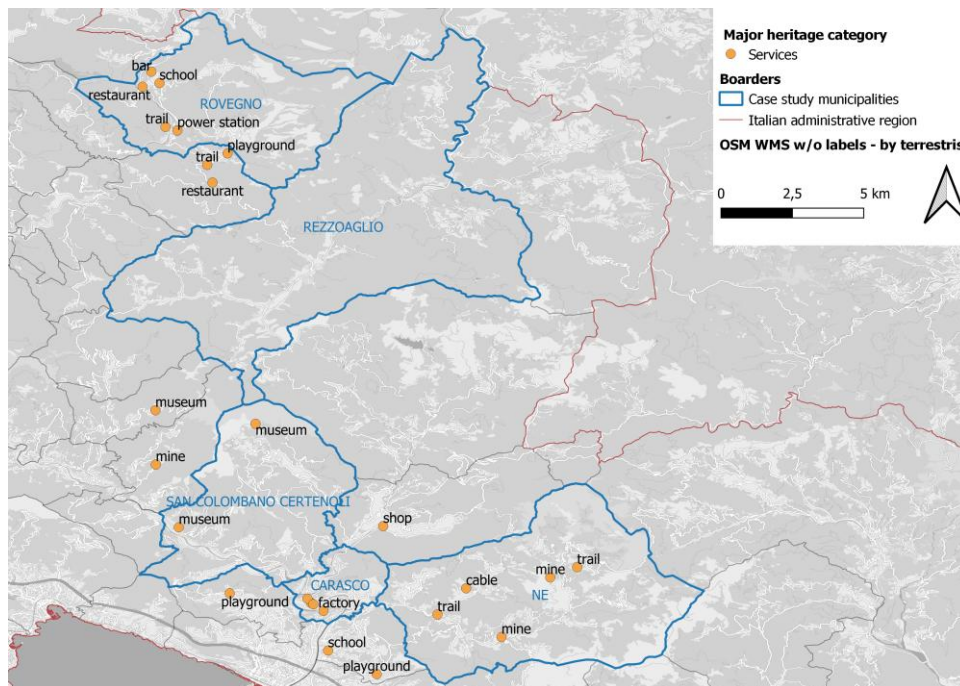 Major heritage category
Services
Boarders
Case study municipalities
Italian administrative region
OSM WMS w/o labels - by terrestris
0 2,5 5 km
bar
school
restaurant
ROVEGNO
trail
power station
playground
trail
restaurant
REZZOAGLIO
museum
museum
mine
SAN COLOMBANO CERTENOLI
museum
shop
trail
mine
CARASCO
cable
NE
playground
factory
trail
mine
school
playground